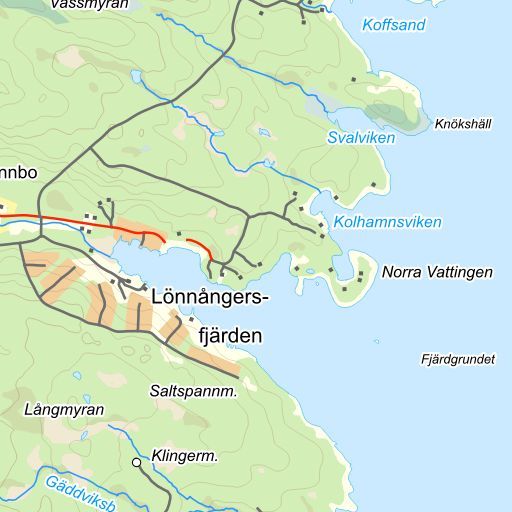 Vassmyran
Koffsand
Knökshäll
Svalviken
nnbo
Kolhamnsviken
Norra Vattingen
Lönnångers-
fjärden
Fjärdgrundet
Saltspannm.
Långmyran
Klingerm.
Gäddviksb